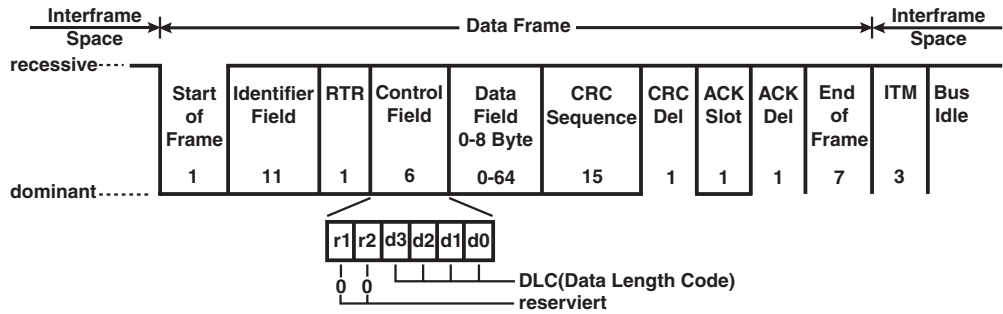 Interframe Space
Data Frame
Interframe Space
recessive
Start of Frame
Identifier Field
RTR
Control Field
Data Field 0-8 Byte
CRC Sequence
CRC Del
ACK Slot
ACK Del
End of Frame
ITM
Bus Idle
1
11
1
6
0-64
15
1
1
1
7
3
dominant
r1 r2 d3 d2 d1 d0
0 0
DLC(Data Length Code)
reserviert